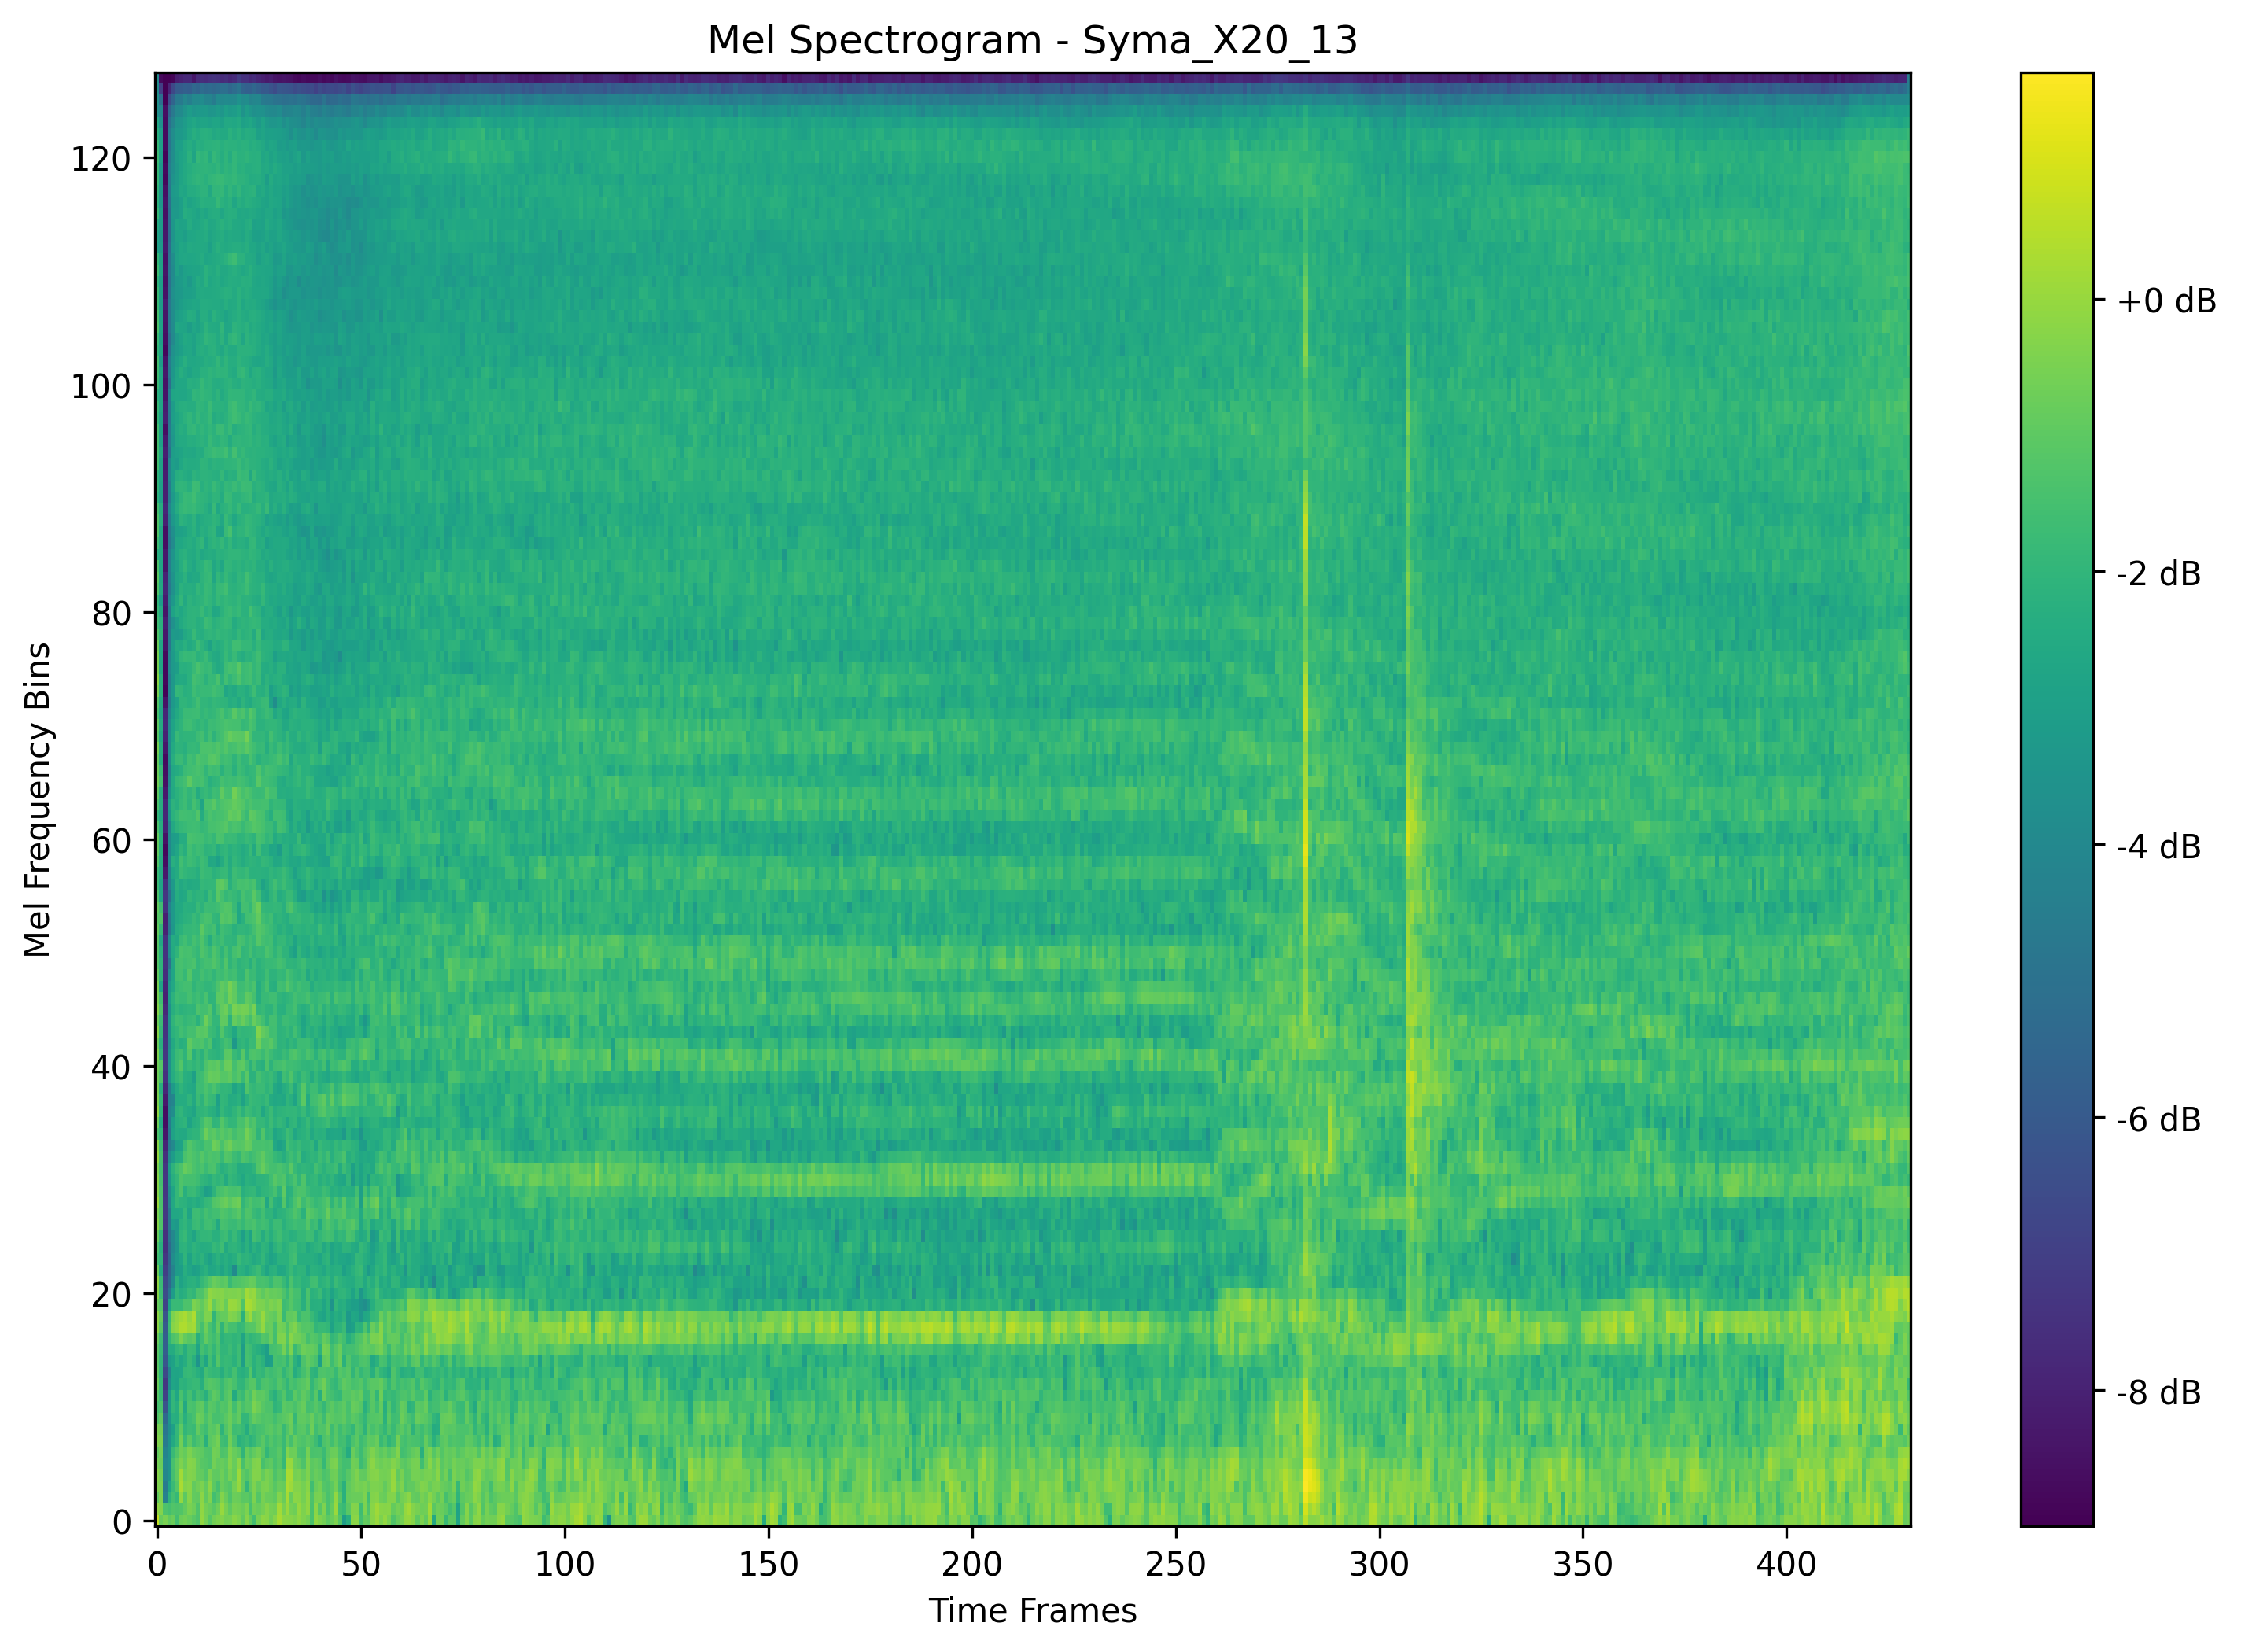 Mel Spectrogram - Syma_X20_13
Mel Frequency Bins
120
100
80
60
40
20
0
0 50 100 150 200 250 300 350 400
Time Frames
+0 dB
-2 dB
-4 dB
-6 dB
-8 dB